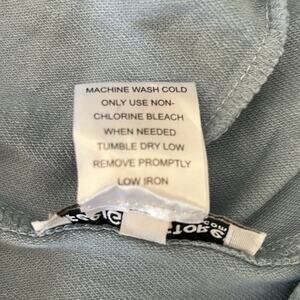 MACHINE WASH COLD
ONLY USE NON-
CHLORINE BLEACH
WHEN NEEDED
TUMBLE DRY LOW
REMOVE PROMPTLY
LOW IRON